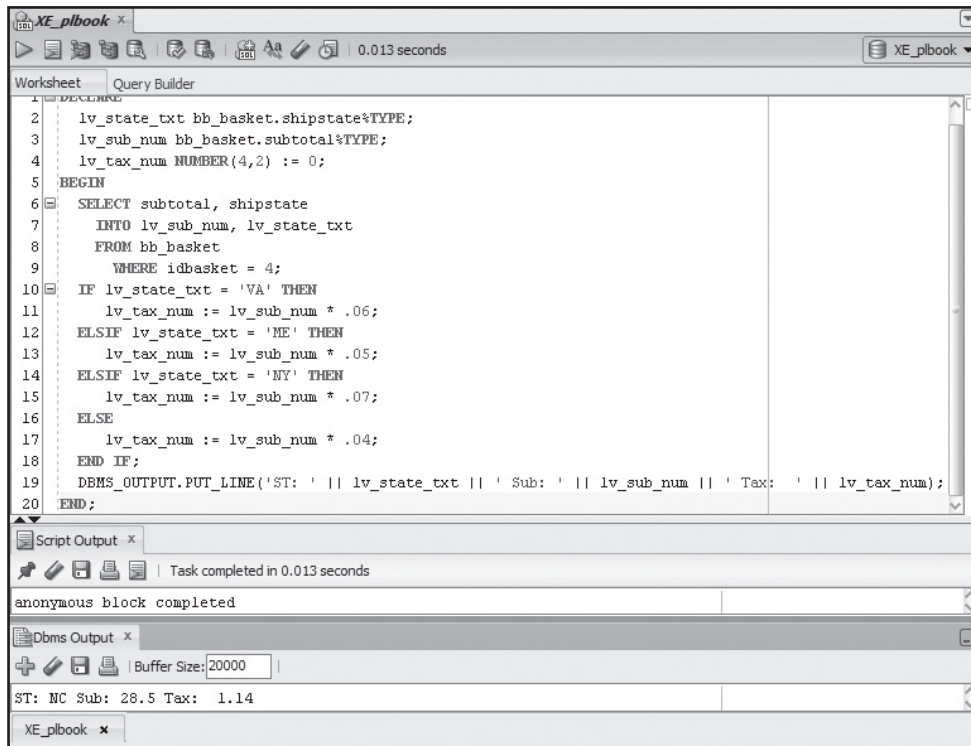 SQL XE_plbook x
SQL Aa 0.013 seconds XE_plbook
Worksheet Query Builder
1 DECLARE
2 lv_state_txt bb_basket.shipstate%TYPE;
3 lv_sub_num bb_basket.subtotal%TYPE;
4 lv_tax_num NUMBER(4,2) := 0;
5 BEGIN
6 SELECT subtotal, shipstate
7 INTO lv_sub_num, lv_state_txt
8 FROM bb_basket
9 WHERE idbasket = 4;
10 IF lv_state_txt = 'VA' THEN
11 lv_tax_num := lv_sub_num * .06;
12 ELSIF lv_state_txt = 'ME' THEN
13 lv_tax_num := lv_sub_num * .05;
14 ELSIF lv_state_txt = 'NY' THEN
15 lv_tax_num := lv_sub_num * .07;
16 ELSE
17 lv_tax_num := lv_sub_num * .04;
18 END IF;
19 DBMS_OUTPUT.PUT_LINE('ST: ' || lv_state_txt || ' Sub: ' || lv_sub_num || ' Tax:  ' || lv_tax_num);
20 END;
Script Output x
Task completed in 0.013 seconds
anonymous block completed
Dbms Output x
Buffer Size: 20000
ST: NC Sub: 28.5 Tax:  1.14
XE_plbook x